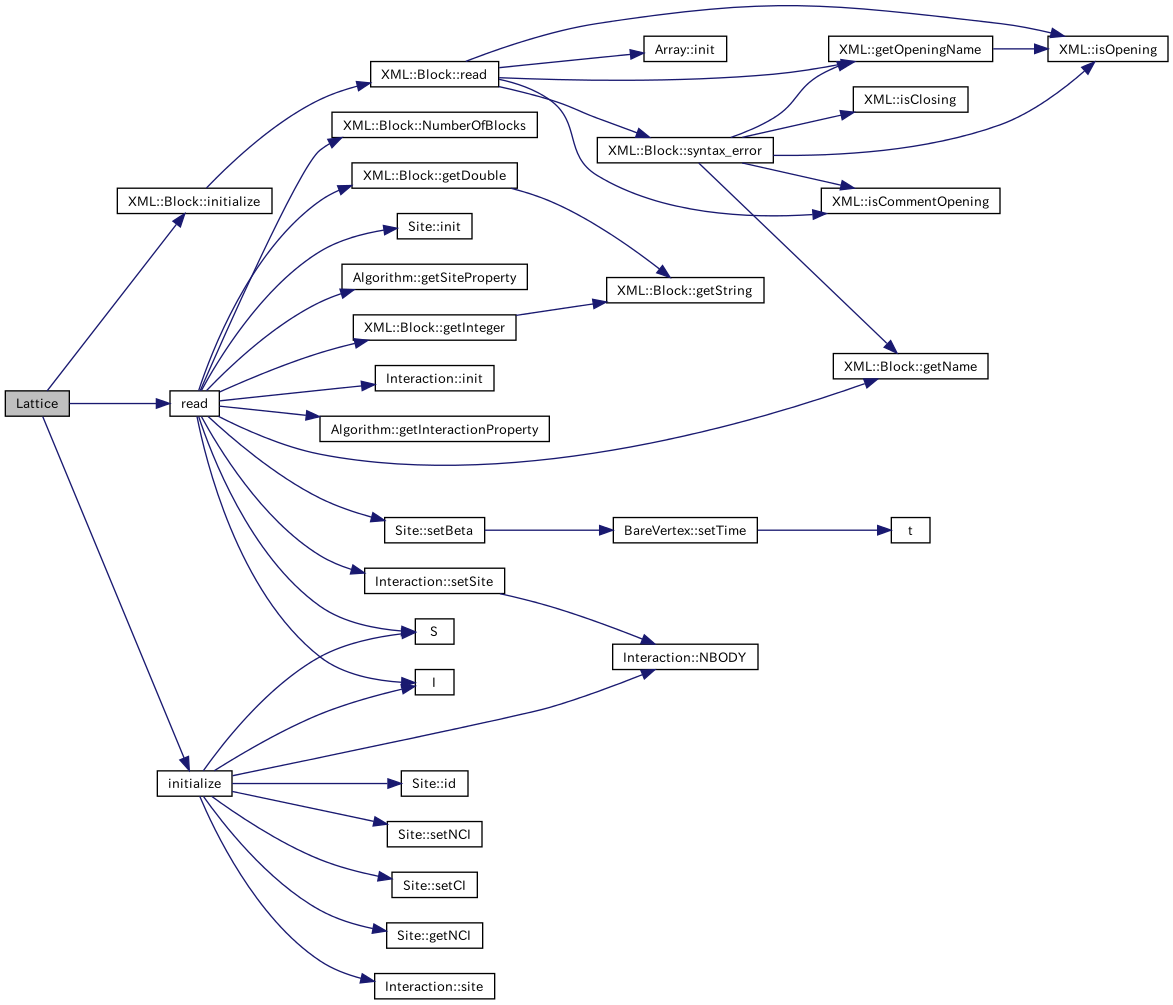 XML::Block::read
Array::init
XML::getOpeningName
XML::isOpening
XML::isClosing
XML::Block::NumberOfBlocks
XML::Block::syntax_error
XML::Block::getDouble
XML::Block::initialize
XML::isCommentOpening
Site::init
Algorithm::getSiteProperty
XML::Block::getString
XML::Block::getInteger
XML::Block::getName
Interaction::init
Lattice
read
Algorithm::getInteractionProperty
Site::setBeta
BareVertex::setTime
t
Interaction::setSite
S
Interaction::NBODY
I
initialize
Site::id
Site::setNCI
Site::setCI
Site::getNCI
Interaction::site